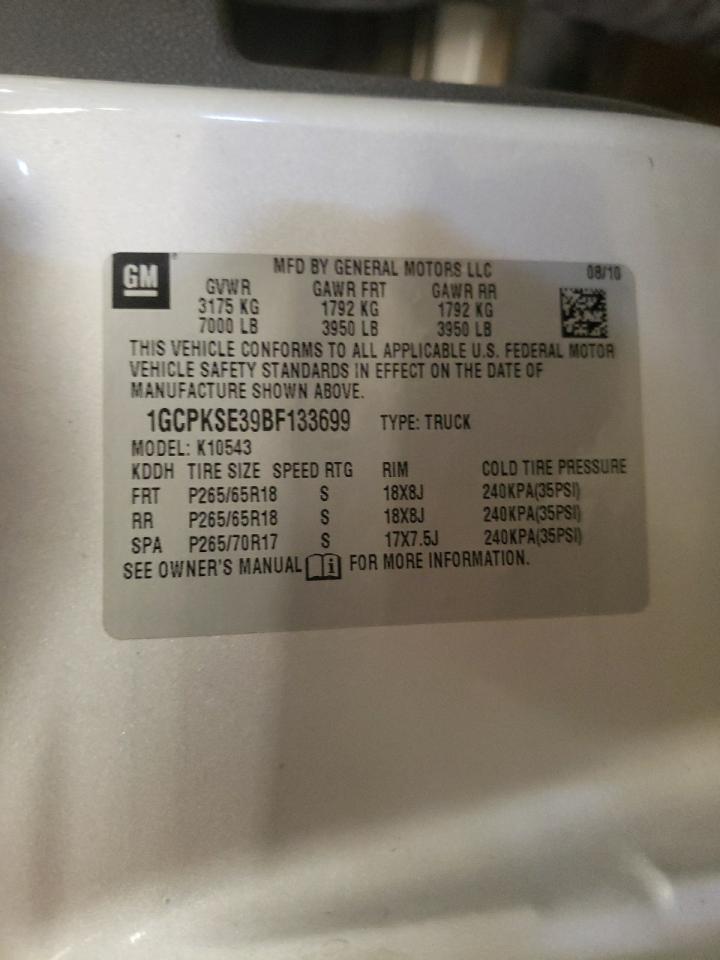 GM
MFD BY GENERAL MOTORS LLC 08/10
GVWR GAWR FRT GAWR RR
3175 KG 1792 KG 1792 KG
7000 LB 3950 LB 3950 LB
THIS VEHICLE CONFORMS TO ALL APPLICABLE U.S. FEDERAL MOTOR
VEHICLE SAFETY STANDARDS IN EFFECT ON THE DATE OF
MANUFACTURE SHOWN ABOVE.
1GCPKSE39BF133699 TYPE: TRUCK
MODEL: K10543
KDDH TIRE SIZE SPEED RTG RIM COLD TIRE PRESSURE
FRT P265/65R18 S 18X8J 240KPA(35PSI)
RR P265/65R18 S 18X8J 240KPA(35PSI)
SPA P265/70R17 S 17X7.5J 240KPA(35PSI)
SEE OWNER'S MANUAL i FOR MORE INFORMATION.